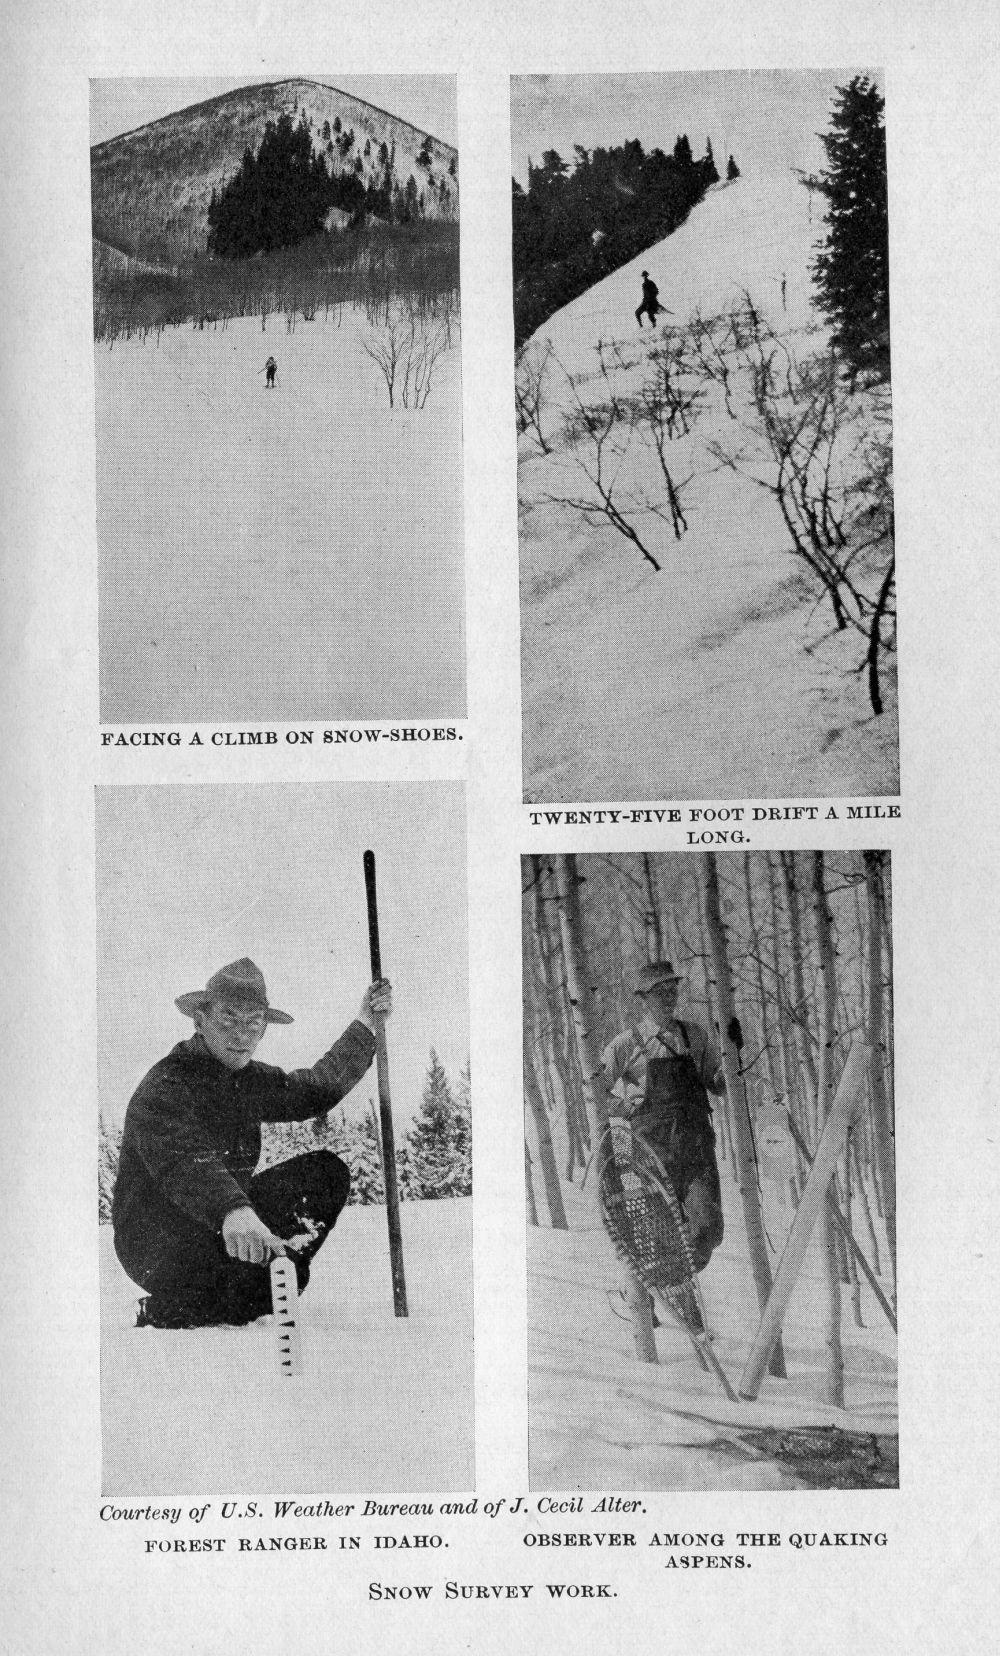 FACING A CLIMB ON SNOW-SHOES.
TWENTY-FIVE FOOT DRIFT A MILE
LONG.
Courtesy of U.S. Weather Bureau and of J. Cecil Alter.
FOREST RANGER IN IDAHO.
OBSERVER AMONG THE QUAKING
ASPENS.
SNOW SURVEY WORK.